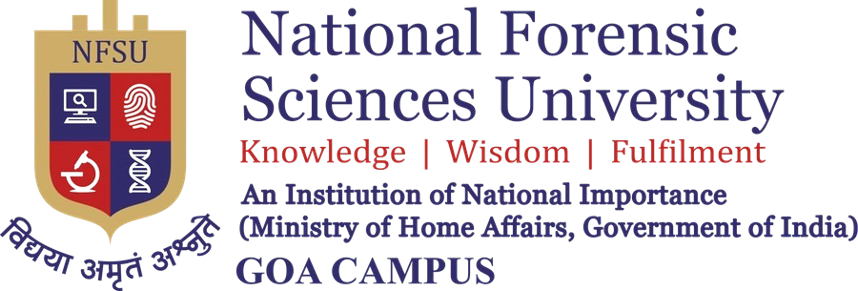 NFSU
विद्यया अमृतं अश्नुते
National Forensic
Sciences University
Knowledge | Wisdom | Fulfilment
An Institution of National Importance
(Ministry of Home Affairs, Government of India)
GOA CAMPUS